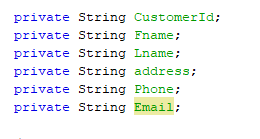 private String CustomerId;
private String Fname;
private String Lname;
private String address;
private String Phone;
private String Email;